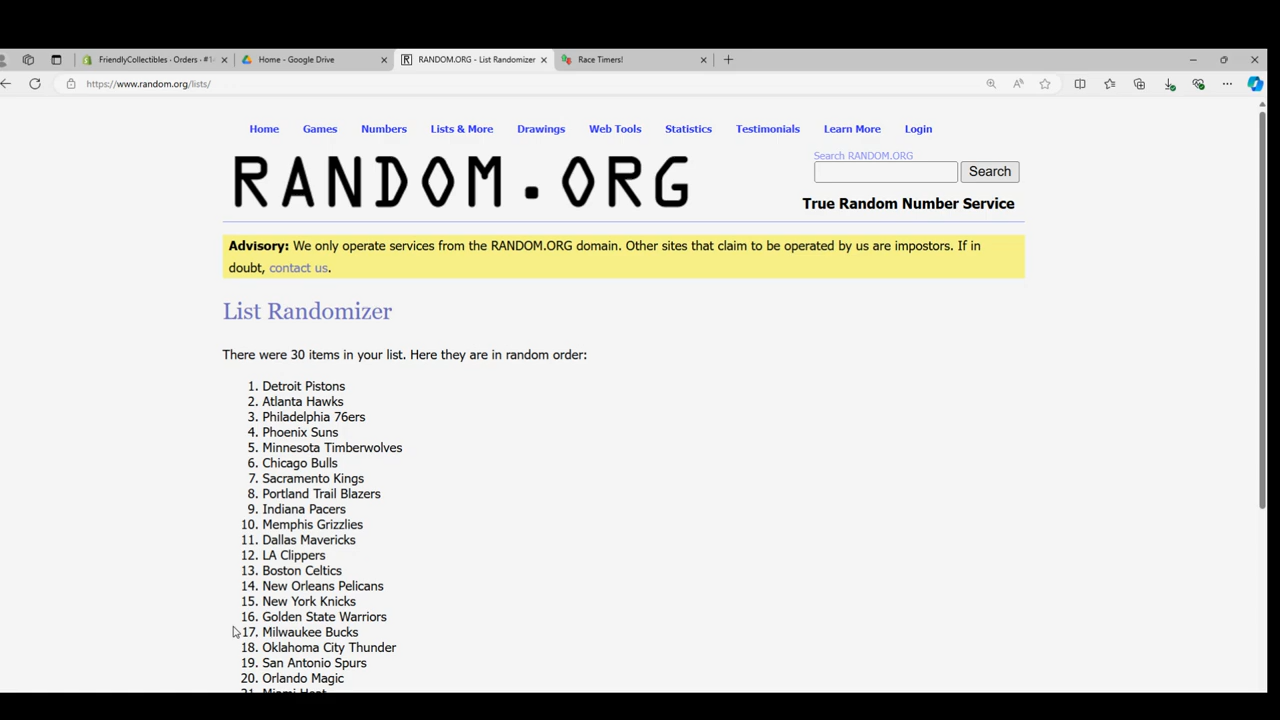 FriendlyCollectibles · Orders · #1
Home - Google Drive
RANDOM.ORG - List Randomizer
Race Timers!
https://www.random.org/lists/
Home Games Numbers Lists & More Drawings Web Tools Statistics Testimonials Learn More Login
RANDOM.ORG
Search RANDOM.ORG
Search
True Random Number Service
Advisory: We only operate services from the RANDOM.ORG domain. Other sites that claim to be operated by us are impostors. If in
doubt, contact us.
List Randomizer
There were 30 items in your list. Here they are in random order:
1. Detroit Pistons
2. Atlanta Hawks
3. Philadelphia 76ers
4. Phoenix Suns
5. Minnesota Timberwolves
6. Chicago Bulls
7. Sacramento Kings
8. Portland Trail Blazers
9. Indiana Pacers
10. Memphis Grizzlies
11. Dallas Mavericks
12. LA Clippers
13. Boston Celtics
14. New Orleans Pelicans
15. New York Knicks
16. Golden State Warriors
17. Milwaukee Bucks
18. Oklahoma City Thunder
19. San Antonio Spurs
20. Orlando Magic
21. Miami Heat